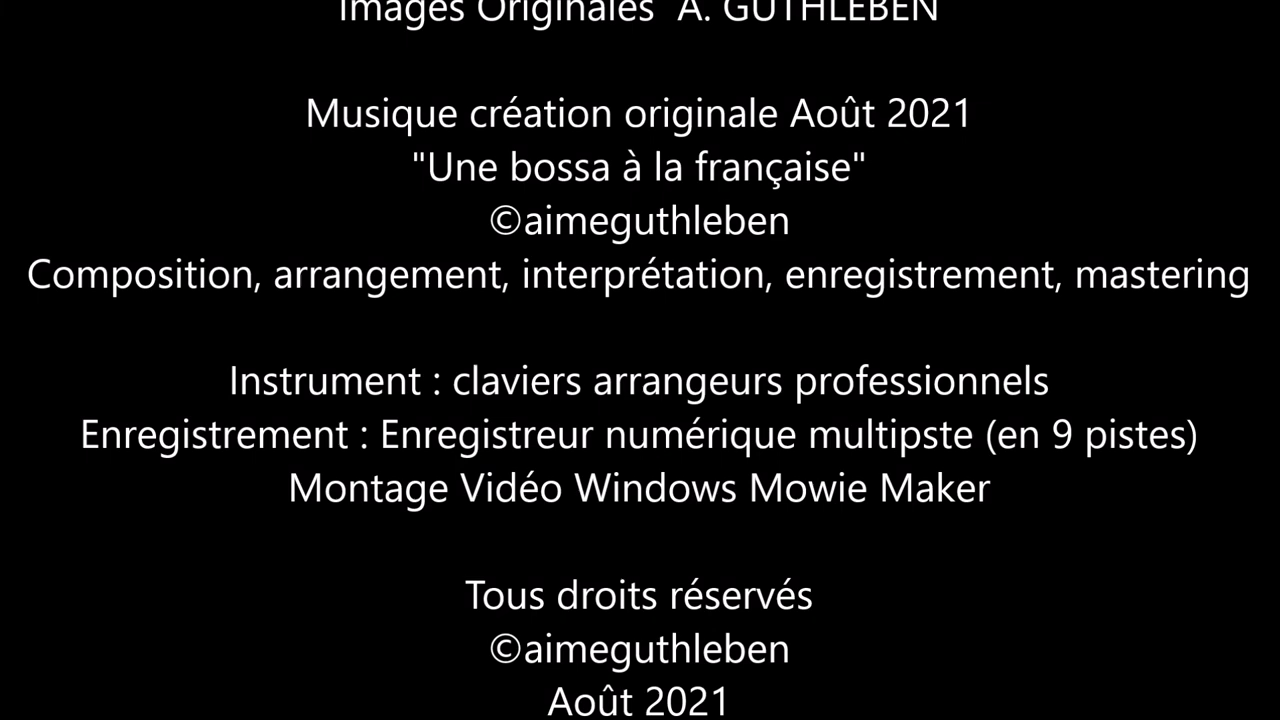 Images Originales  A. GUTHLEBEN
Musique création originale Août 2021
"Une bossa à la française"
©aimeguthleben
Composition, arrangement, interprétation, enregistrement, mastering
Instrument : claviers arrangeurs professionnels
Enregistrement : Enregistreur numérique multipste (en 9 pistes)
Montage Vidéo Windows Mowie Maker
Tous droits réservés
©aimeguthleben
Août 2021